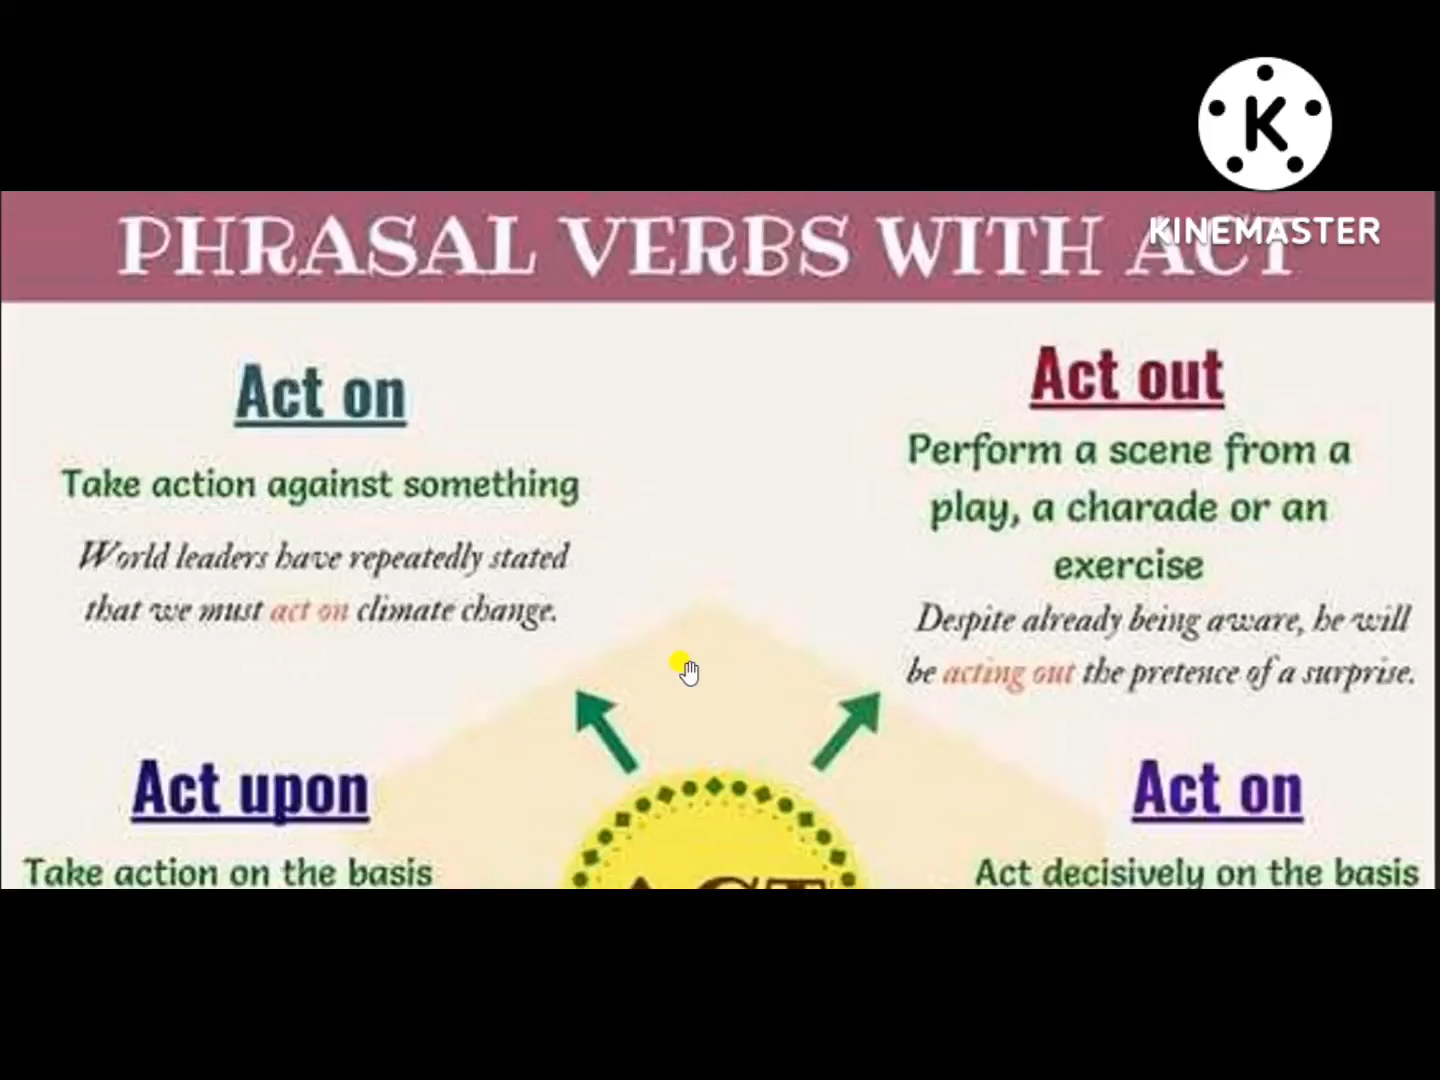 K
KINEMASTER
PHRASAL VERBS WITH ACT
Act on
Take action against something
World leaders have repeatedly stated
that we must act on climate change.
Act out
Perform a scene from a
play, a charade or an
exercise
Despite already being aware, he will
be acting out the pretence of a surprise.
Act upon
Take action on the basis
Act on
Act decisively on the basis
ACT